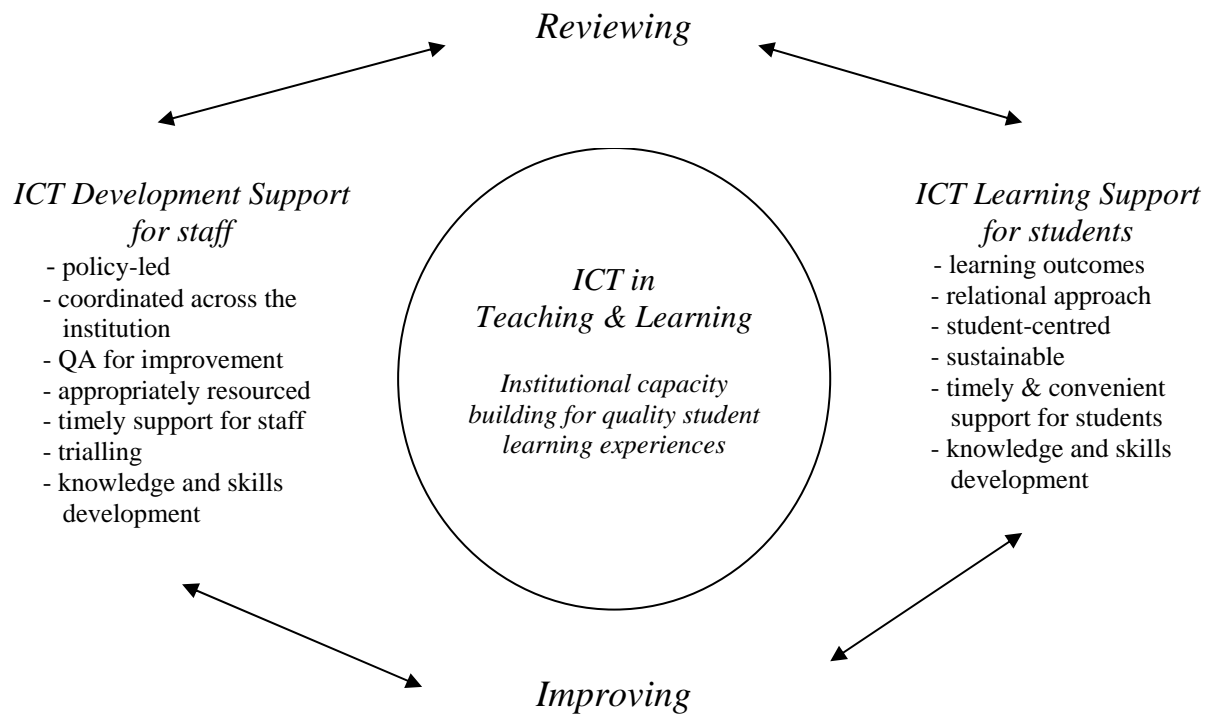 Reviewing
ICT Development Support
for staff
- policy-led
- coordinated across the
institution
- QA for improvement
- appropriately resourced
- timely support for staff
- trialling
- knowledge and skills
development
ICT in
Teaching & Learning
Institutional capacity
building for quality student
learning experiences
ICT Learning Support
for students
- learning outcomes
- relational approach
- student-centred
- sustainable
- timely & convenient
support for students
- knowledge and skills
development
Improving